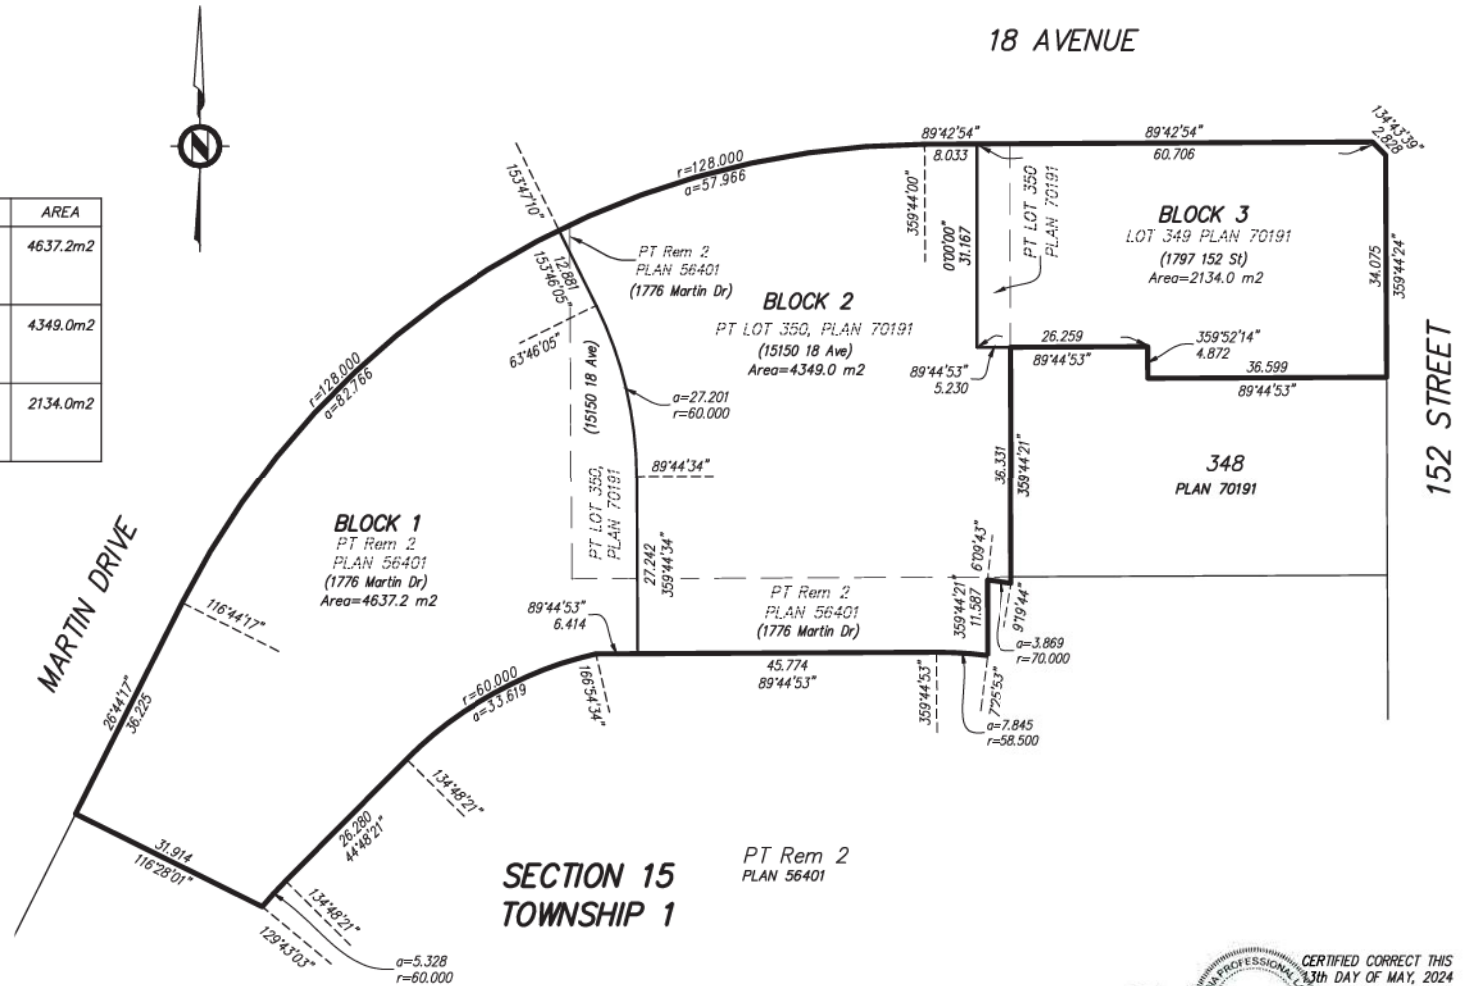 18 AVENUE
N
AREA
4637.2m2
4349.0m2
2134.0m2
153°47'10"
r=128.000
a=57.966
89°42'54"
8.033
89°42'54"
60.706
134°43'39"
2.828
359°44'00"
0°00'00"
31.167
PT LOT 350
PLAN 70191
BLOCK 3
LOT 349 PLAN 70191
(1797 152 St)
Area=2134.0 m2
34.075
359°44'24"
12.881
153°46'05"
PT Rem 2
PLAN 56401
(1776 Martin Dr)
63°46'05"
BLOCK 2
PT LOT 350, PLAN 70191
(15150 18 Ave)
Area=4349.0 m2
26.259
89°44'53"
359°52'14"
4.872
36.599
89°44'53"
89°44'53"
5.230
152 STREET
r=128.000
a=82.766
(15150 18 Ave)
PT LOT 350,
PLAN 70191
a=27.201
r=60.000
89°44'34"
36.331
359°44'21"
348
PLAN 70191
BLOCK 1
PT Rem 2
PLAN 56401
(1776 Martin Dr)
Area=4637.2 m2
27.242
359°44'34"
6°09'43"
MARTIN DRIVE
116°44'17"
89°44'53"
6.414
PT Rem 2
PLAN 56401
(1776 Martin Dr)
359°44'21"
11.587
9°19'44"
a=3.869
r=70.000
26°44'17"
36.225
r=60.000
a=33.619
166°54'34"
45.774
89°44'53"
359°44'53"
7°25'53"
a=7.845
r=58.500
134°48'21"
26.280
44°48'21"
31.914
116°28'01"
134°48'21"
129°43'03"
a=5.328
r=60.000
SECTION 15
TOWNSHIP 1
PT Rem 2
PLAN 56401
PROFESSIONAL
CERTIFIED CORRECT THIS
13th DAY OF MAY, 2024